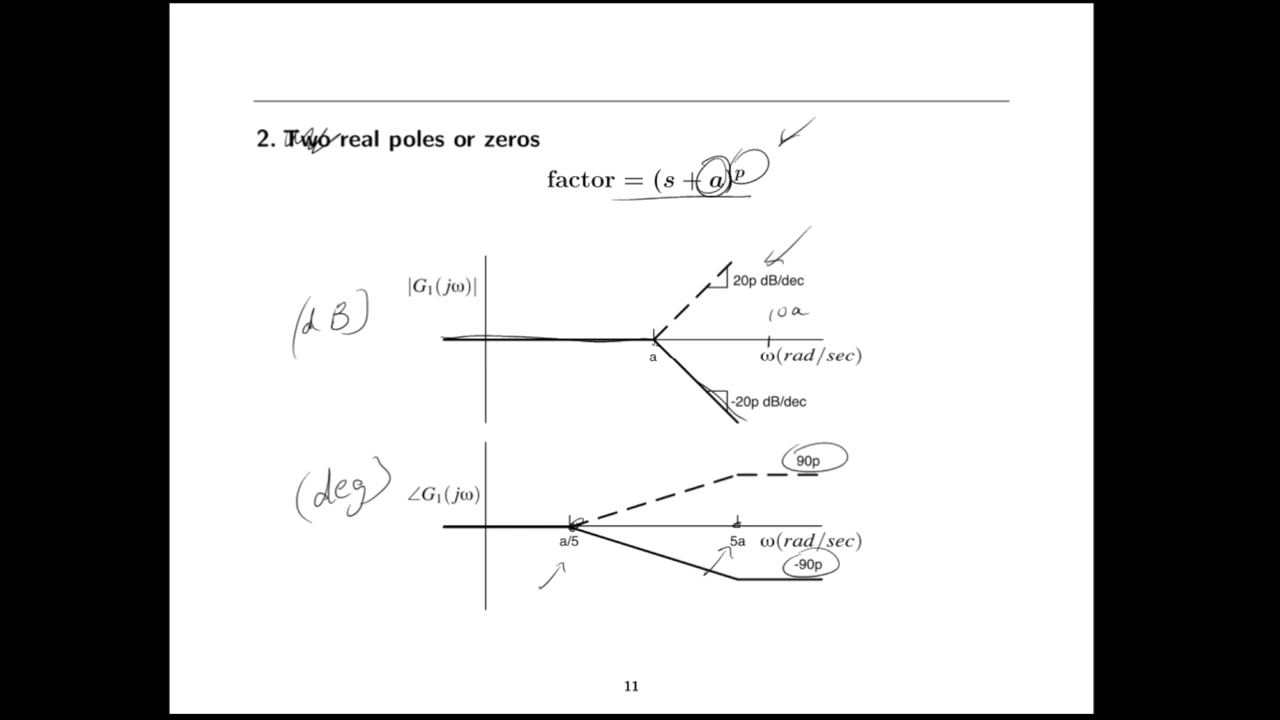 2. Two real poles or zeros
factor = (s + a)^p
|G₁(jω)|
20p dB/dec
(dB)
10a
a
ω(rad/sec)
-20p dB/dec
90p
(deg)
∠G₁(jω)
a/5
5a
ω(rad/sec)
-90p
11